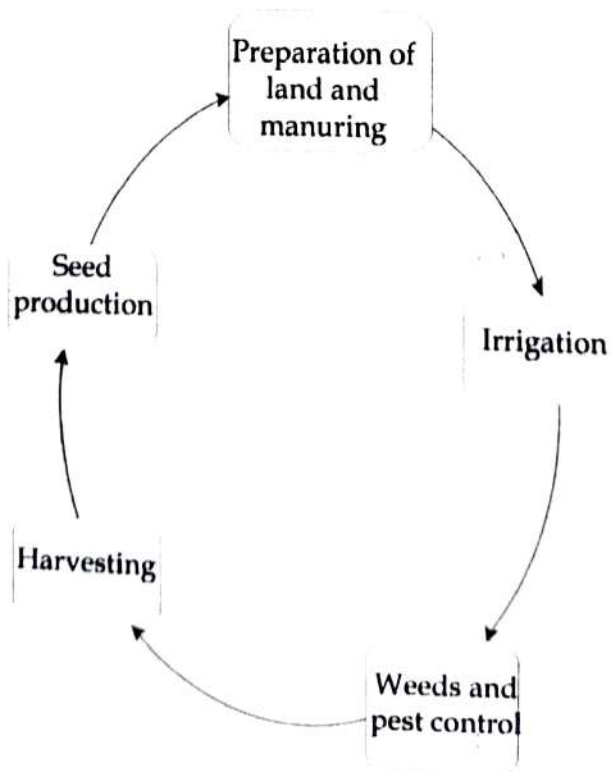 Preparation of
land and
manuring
Irrigation
Weeds and
pest control
Harvesting
Seed
production